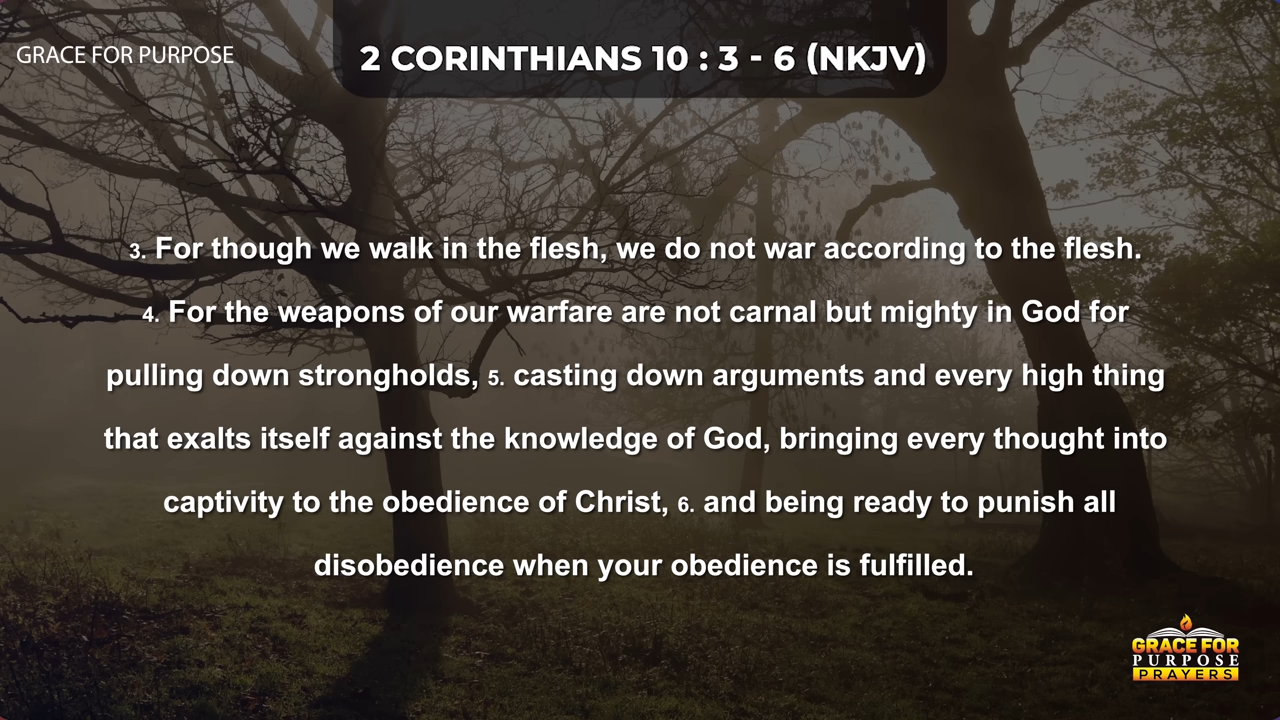 GRACE FOR PURPOSE
2 CORINTHIANS 10 : 3 - 6 (NKJV)
3. For though we walk in the flesh, we do not war according to the flesh.
4. For the weapons of our warfare are not carnal but mighty in God for
pulling down strongholds, 5. casting down arguments and every high thing
that exalts itself against the knowledge of God, bringing every thought into
captivity to the obedience of Christ, 6. and being ready to punish all
disobedience when your obedience is fulfilled.
GRACE FOR
PURPOSE
PRAYERS